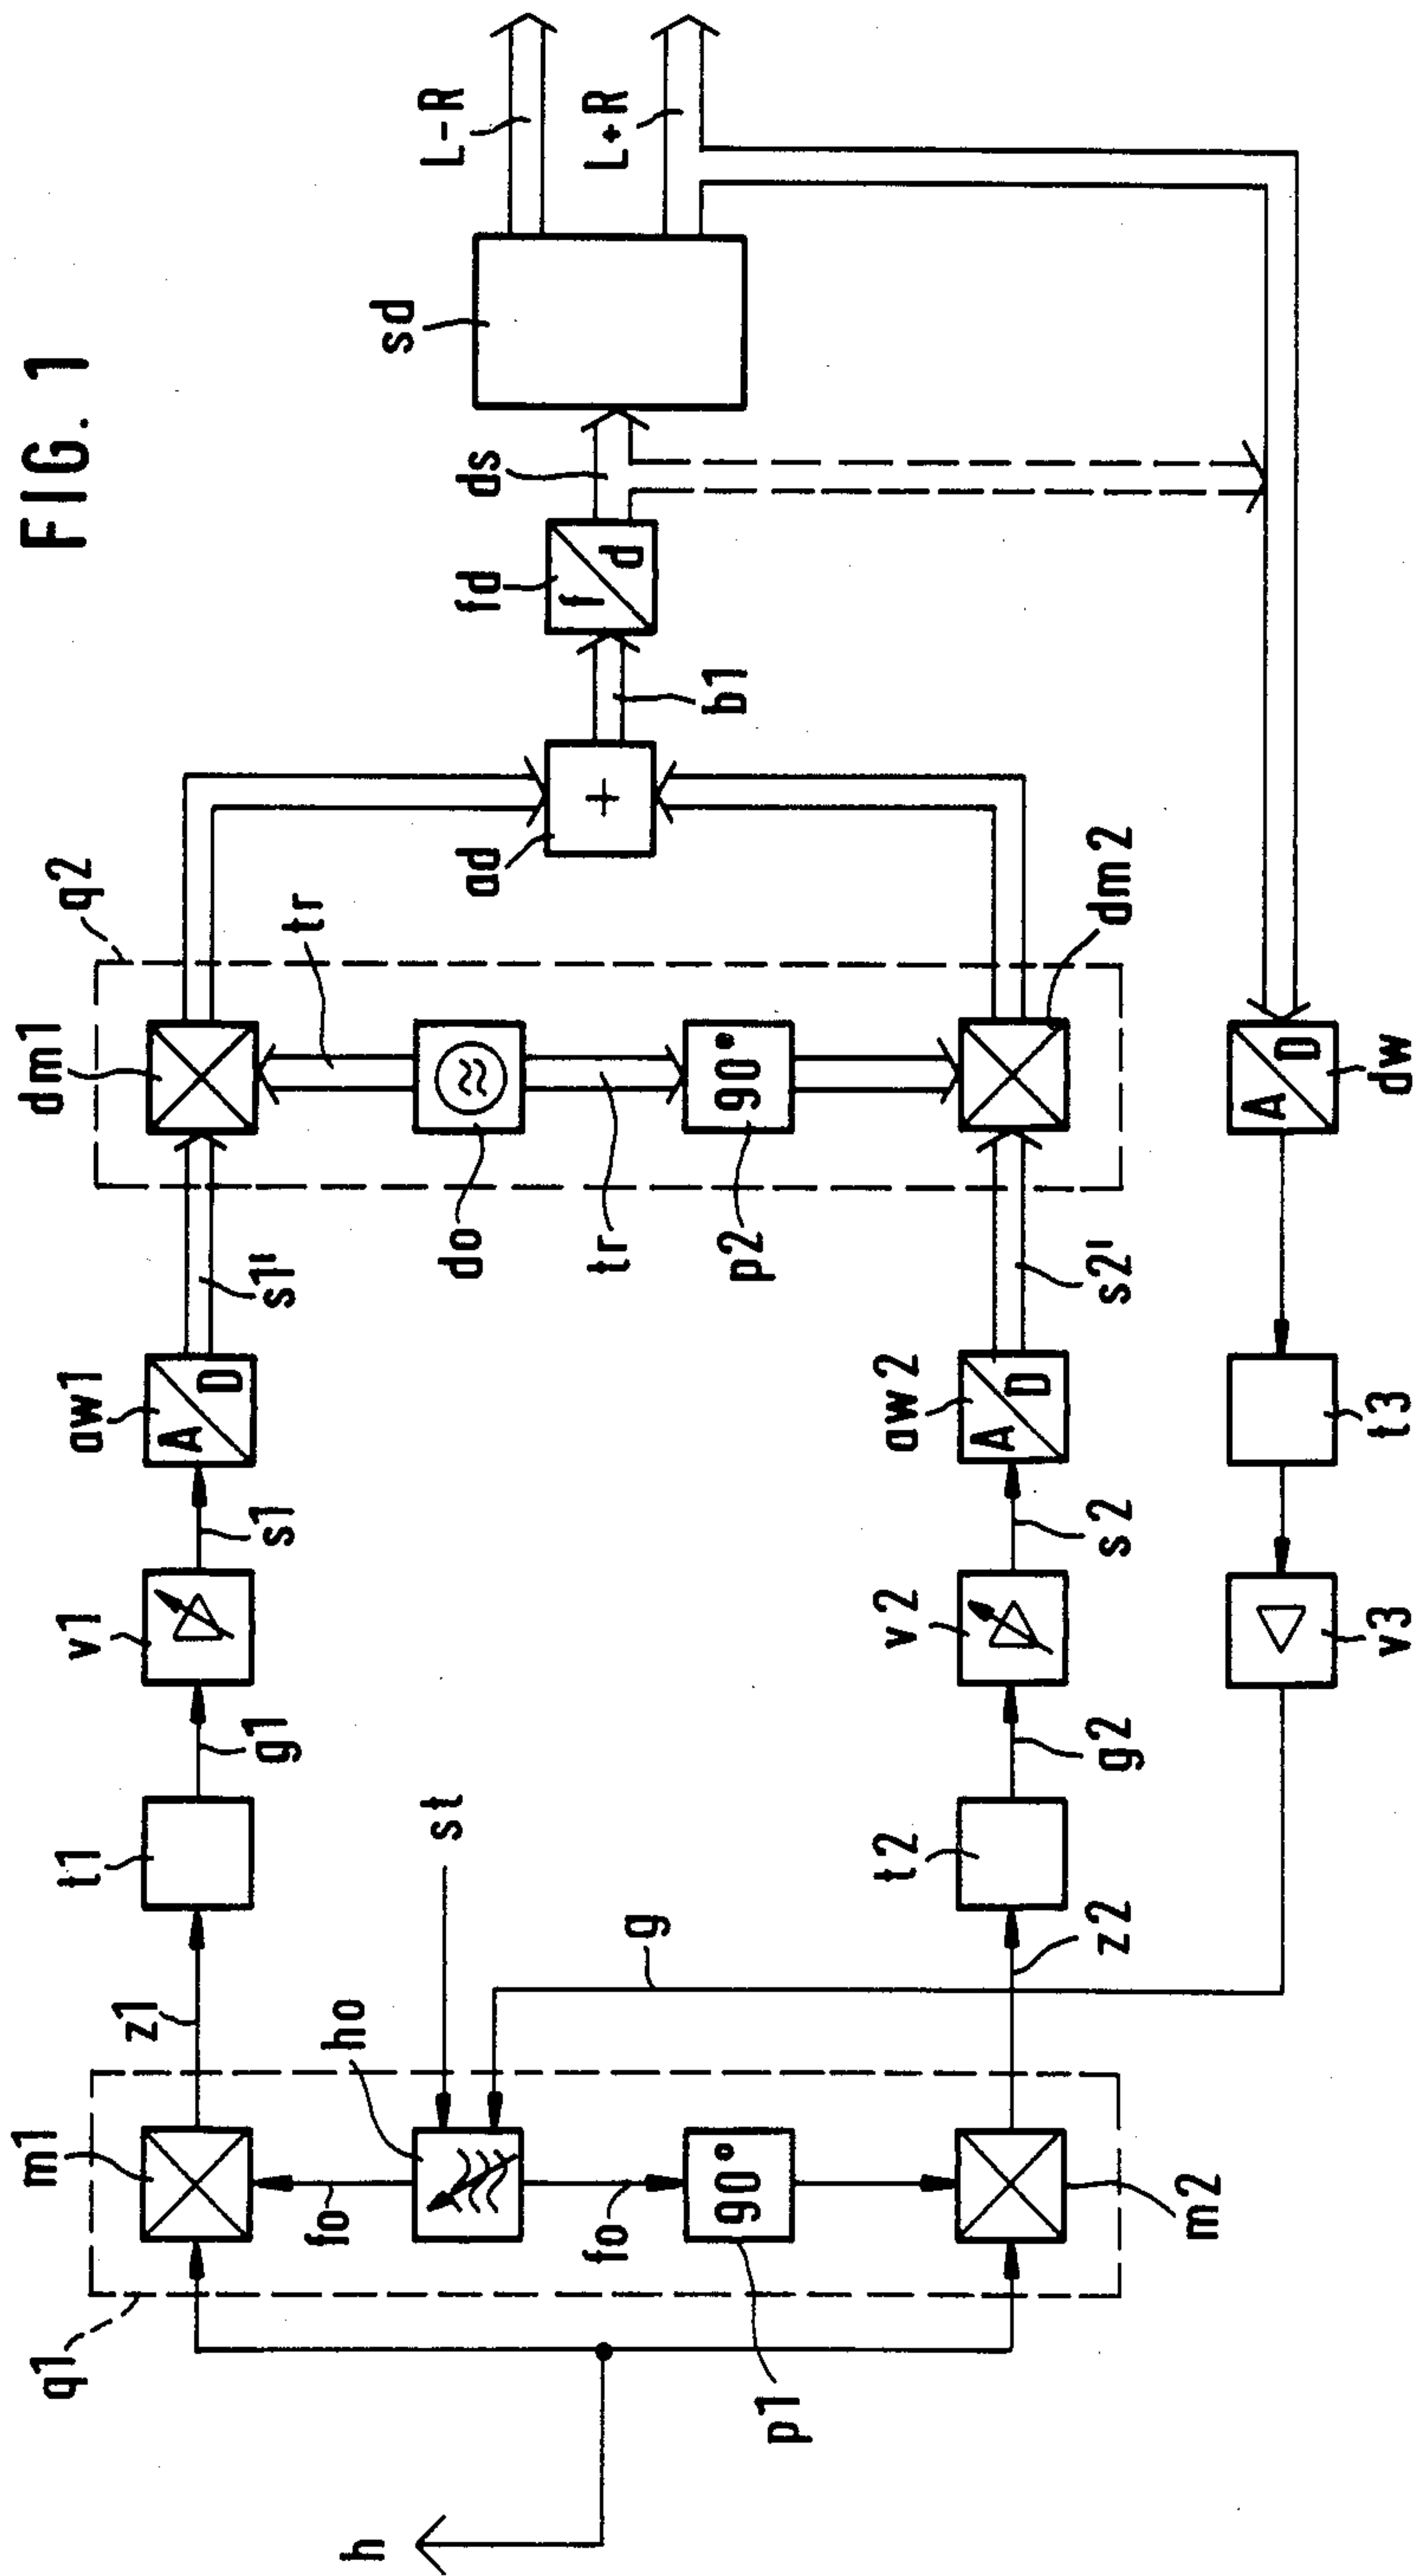 FIG. 1
h
q1
m1
z1
t1
g1
v1
s1
aw1
A
D
s1'
dm1
q2
tr
do
tr
p2
90°
ad
+
b1
fd
f
d
ds
sd
L-R
L+R
fo
ho
st
g
fo
p1
90°
m2
z2
t2
g2
v2
s2
aw2
A
D
s2'
dm2
v3
t3
dw
A
D